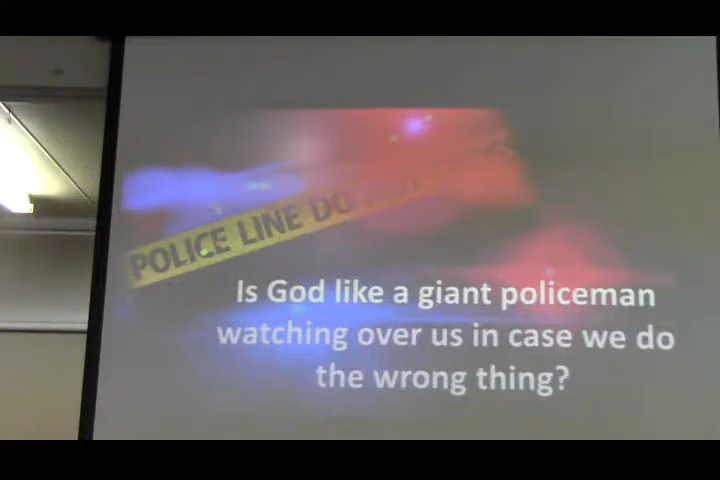 POLICE LINE DO
Is God like a giant policeman
watching over us in case we do
the wrong thing?